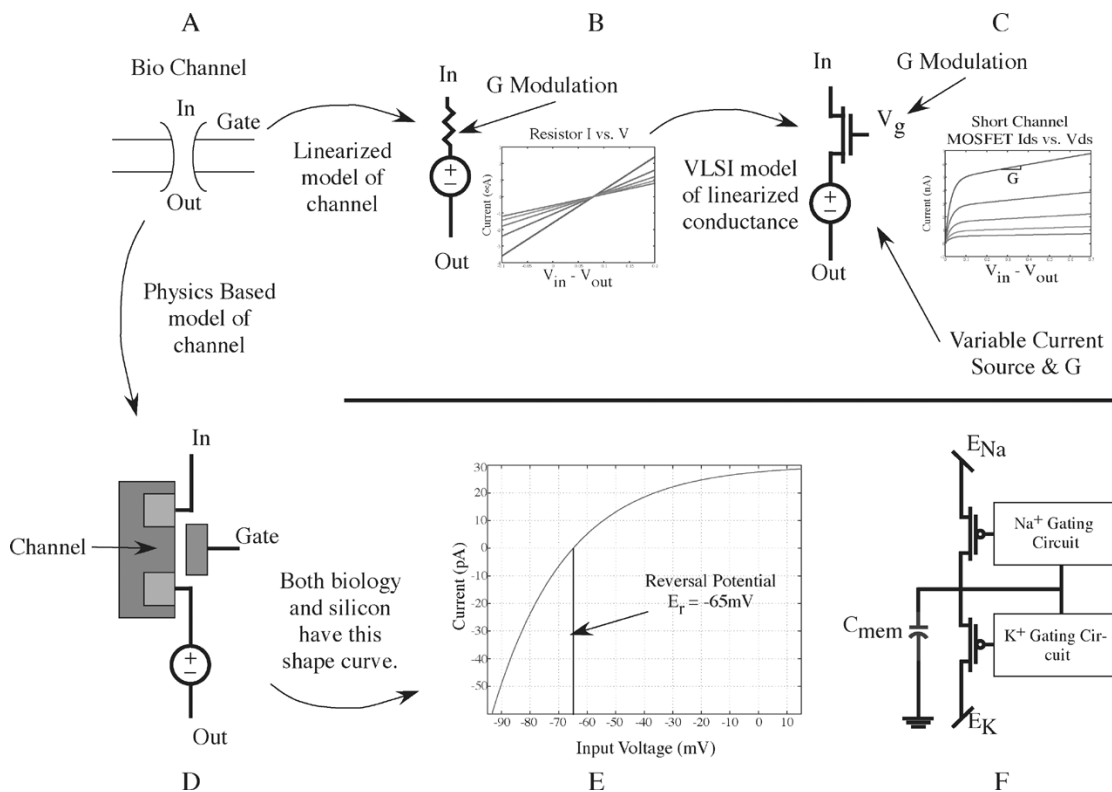 A
B
C
Bio Channel
In
Gate
Out
Linearized
model of
channel
In
G Modulation
Resistor I vs. V
Current (∝A)
V_in - V_out
Out
VLSI model
of linearized
conductance
In
G Modulation
V_g
Short Channel
MOSFET Ids vs. Vds
Current (nA)
G
V_in - V_out
Out
Variable Current
Source & G
Physics Based
model of
channel
In
Channel
Gate
Out
Both biology
and silicon
have this
shape curve.
30
20
10
0
-10
-20
-30
-40
-50
Current (pA)
Reversal Potential
E_r = -65mV
-90 -80 -70 -60 -50 -40 -30 -20 -10 0 10
Input Voltage (mV)
E_Na
Na+ Gating
Circuit
C_mem
K+ Gating Cir-
cuit
E_K
D
E
F